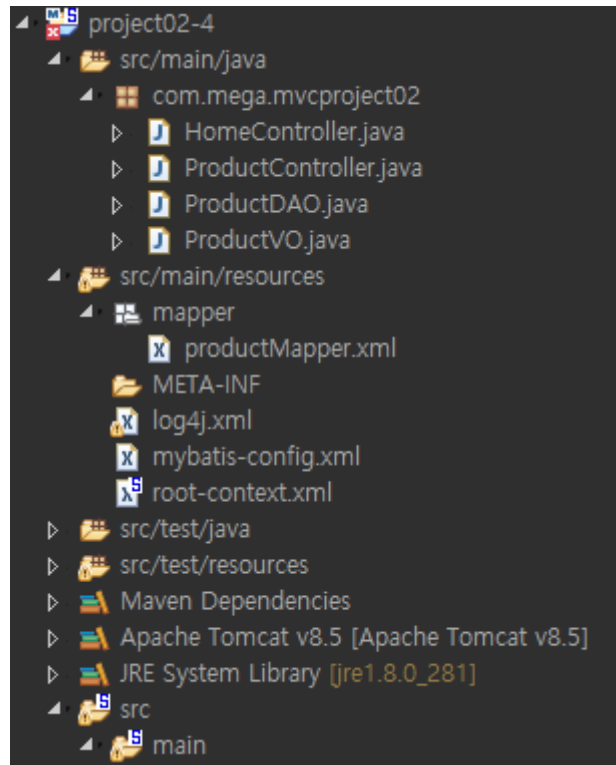 project02-4
src/main/java
com.mega.mvcproject02
HomeController.java
ProductController.java
ProductDAO.java
ProductVO.java
src/main/resources
mapper
productMapper.xml
META-INF
log4j.xml
mybatis-config.xml
root-context.xml
src/test/java
src/test/resources
Maven Dependencies
Apache Tomcat v8.5 [Apache Tomcat v8.5]
JRE System Library [jre1.8.0_281]
src
main